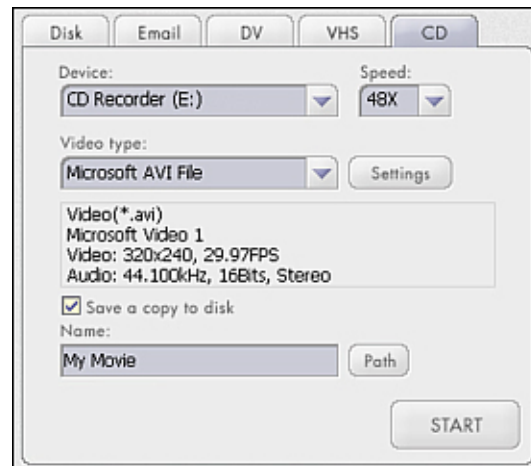 Disk Email DV VHS CD
Device: Speed:
CD Recorder (E:) 48X
Video type:
Microsoft AVI File Settings
Video(*.avi)
Microsoft Video 1
Video: 320x240, 29.97FPS
Audio: 44.100kHz, 16Bits, Stereo
Save a copy to disk
Name:
My Movie Path
START